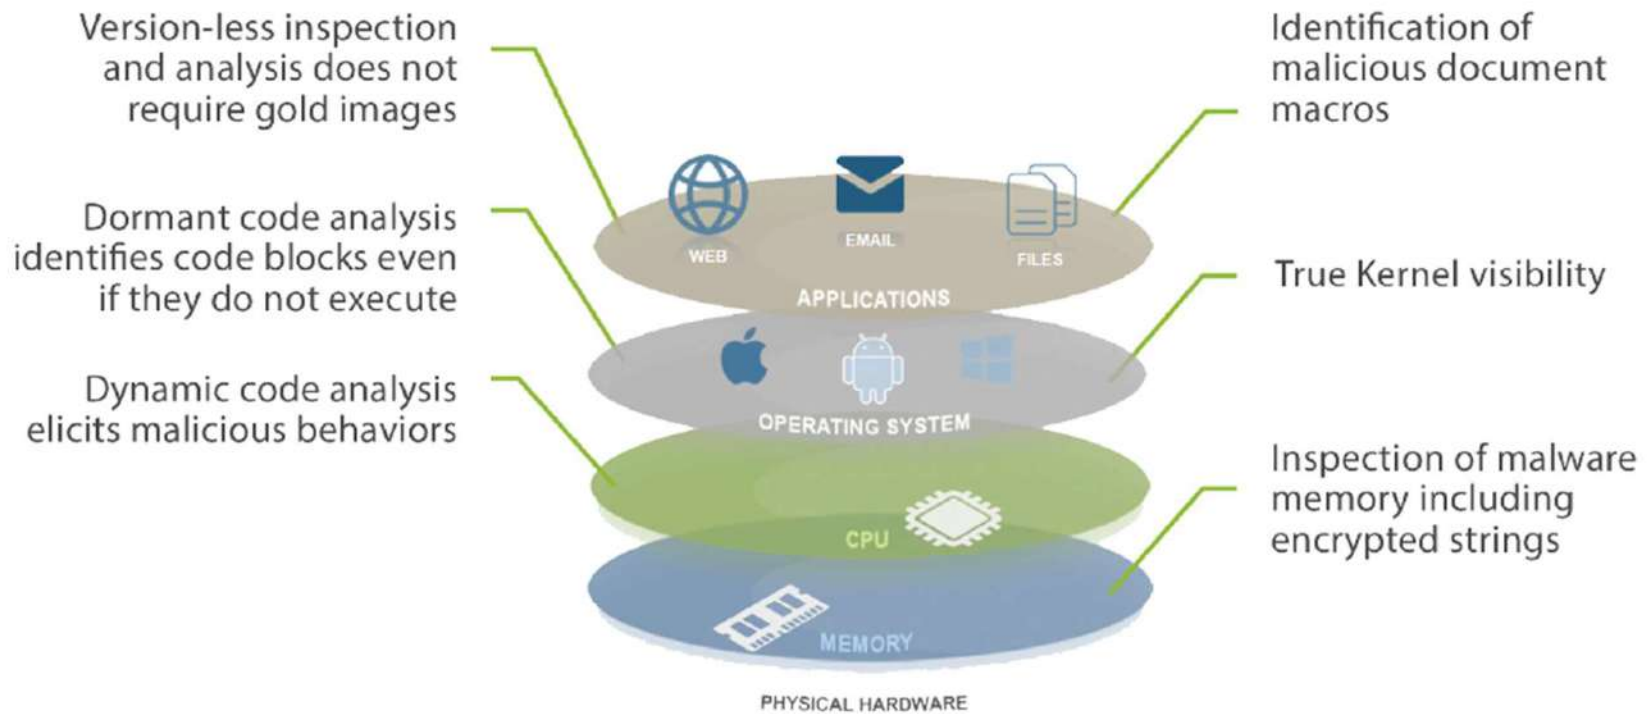 Version-less inspection
and analysis does not
require gold images
Dormant code analysis
identifies code blocks even
if they do not execute
Dynamic code analysis
elicits malicious behaviors
WEB
EMAIL
FILES
APPLICATIONS
OPERATING SYSTEM
CPU
MEMORY
PHYSICAL HARDWARE
Identification of
malicious document
macros
True Kernel visibility
Inspection of malware
memory including
encrypted strings